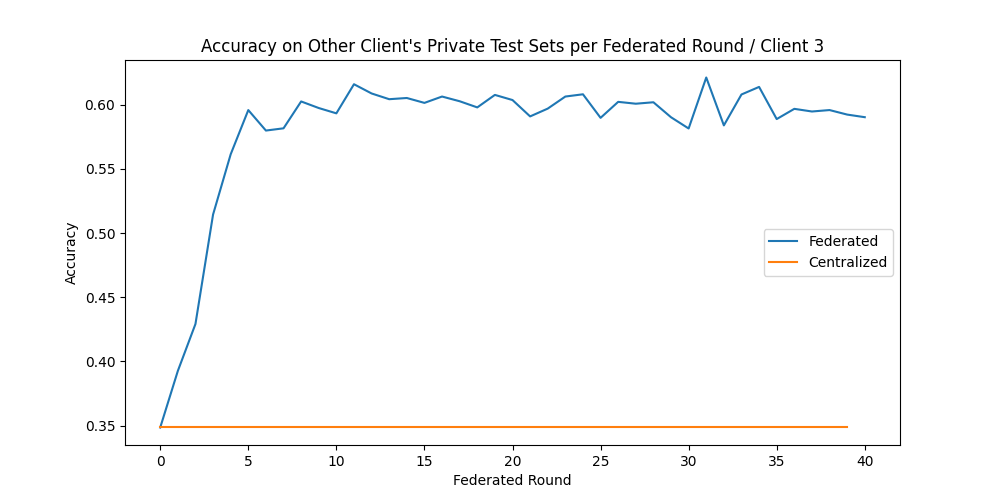 Accuracy on Other Client's Private Test Sets per Federated Round / Client 3
Accuracy
0.60
0.55
0.50
0.45
0.40
0.35
Federated
Centralized
0 5 10 15 20 25 30 35 40
Federated Round